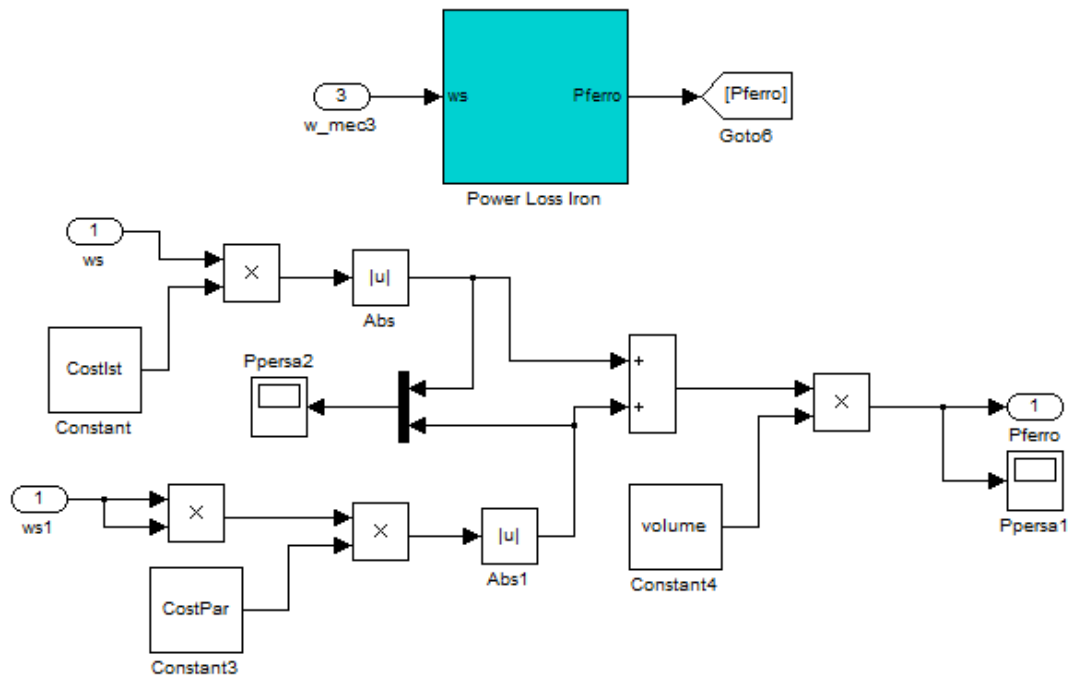 3
w_mec3
ws
Pferro
Power Loss Iron
[Pferro]
Goto6
1
ws
×
|u|
Abs
CostIst
Constant
Ppersa2
+
+
×
1
Pferro
Ppersa1
1
ws1
×
×
|u|
Abs1
CostPar
Constant3
volume
Constant4